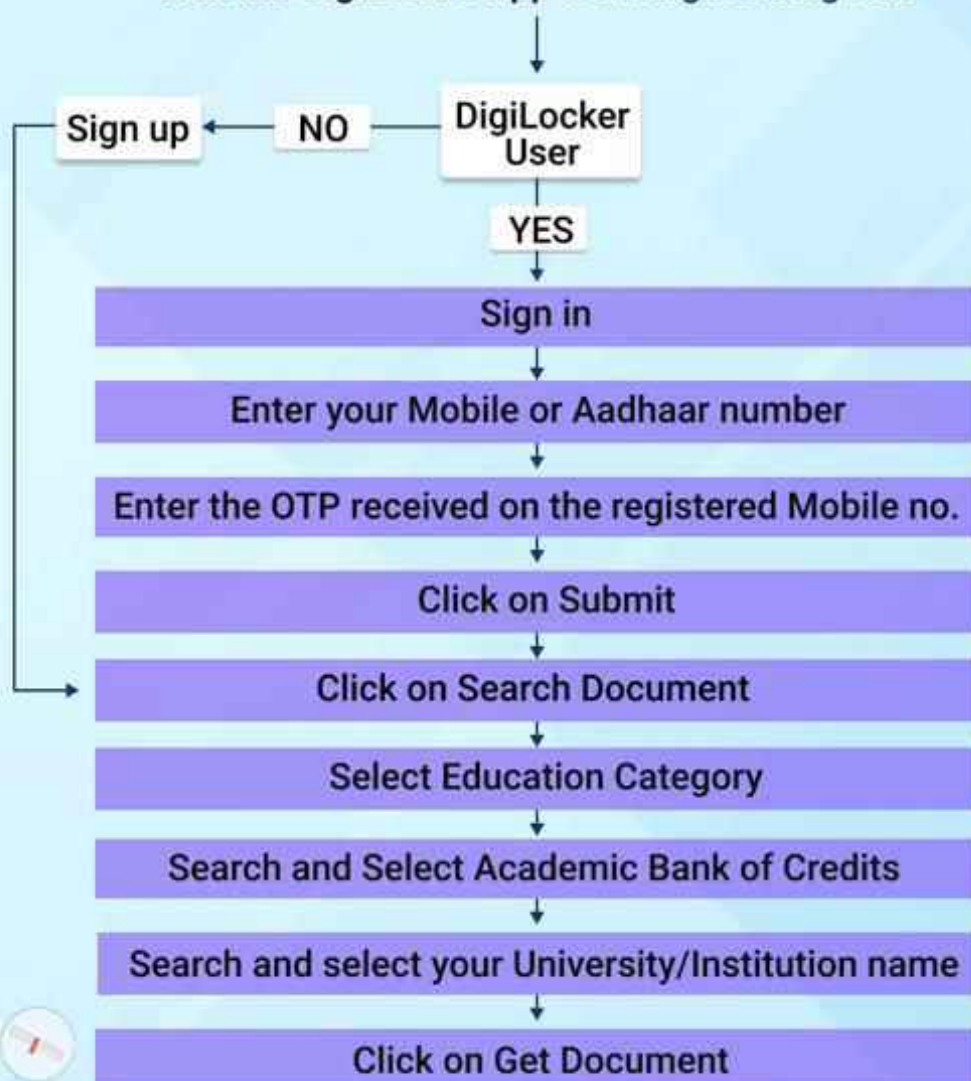 Sign up
NO
DigiLocker
User
YES
Sign in
Enter your Mobile or Aadhaar number
Enter the OTP received on the registered Mobile no.
Click on Submit
Click on Search Document
Select Education Category
Search and Select Academic Bank of Credits
Search and select your University/Institution name
Click on Get Document